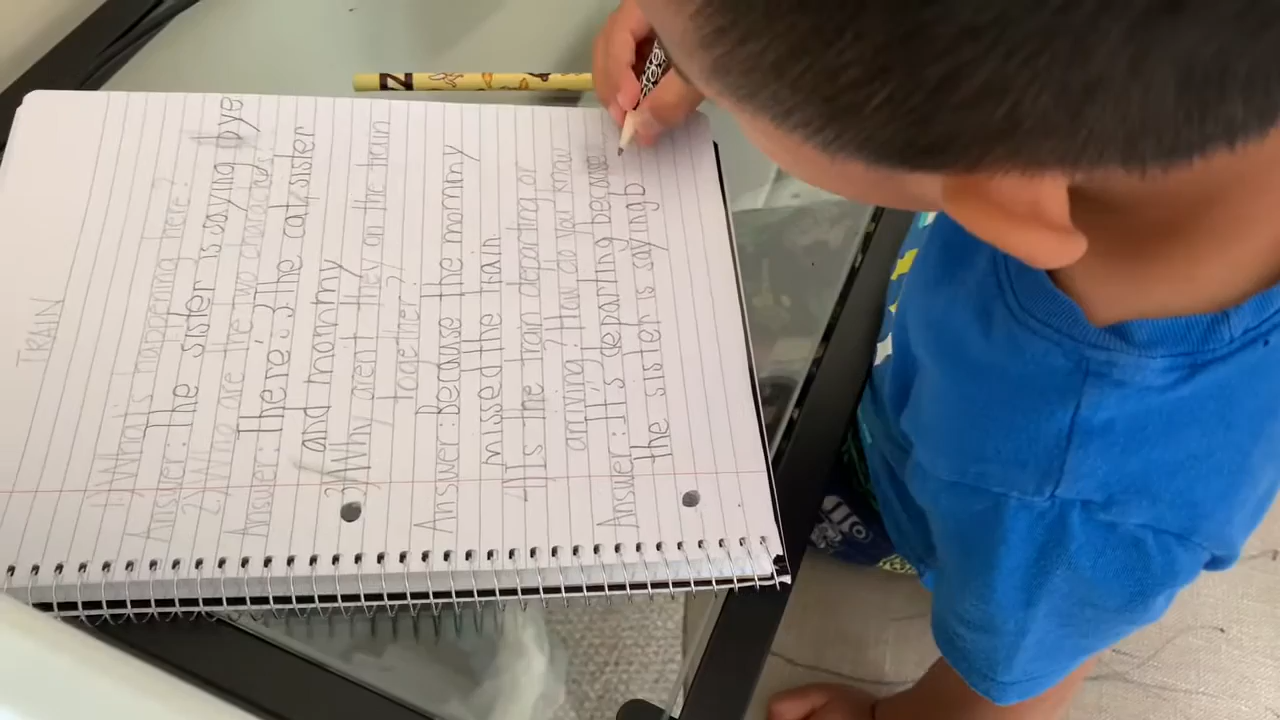 TRAIN
1) What's happening here?
Answer: The sister is saying bye
2) Who are the two characters?
Answer: There's the cat, sister
and mommy
3) Why aren't they on the train
together?
Answer: Because the mommy
missed the train
4) Is the train departing or
arriving? How do you know
Answer: It's departing because
the sister is saying b